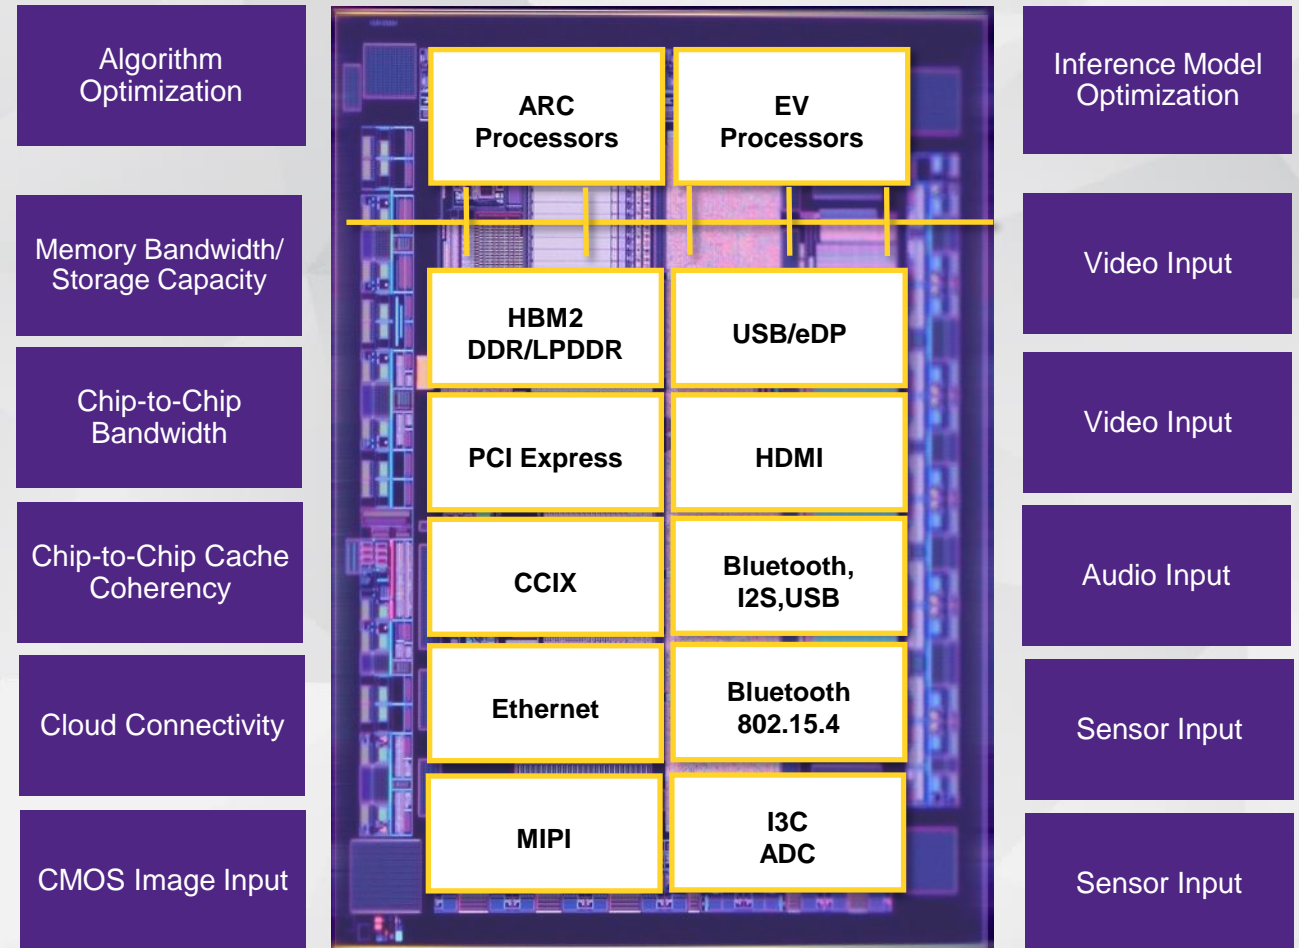 Algorithm
Optimization
ARC
Processors
EV
Processors
Inference Model
Optimization
Memory Bandwidth/
Storage Capacity
HBM2
DDR/LPDDR
USB/eDP
Video Input
Chip-to-Chip
Bandwidth
PCI Express
HDMI
Video Input
Chip-to-Chip Cache
Coherency
CCIX
Bluetooth,
I2S,USB
Audio Input
Cloud Connectivity
Ethernet
Bluetooth
802.15.4
Sensor Input
CMOS Image Input
MIPI
I3C
ADC
Sensor Input